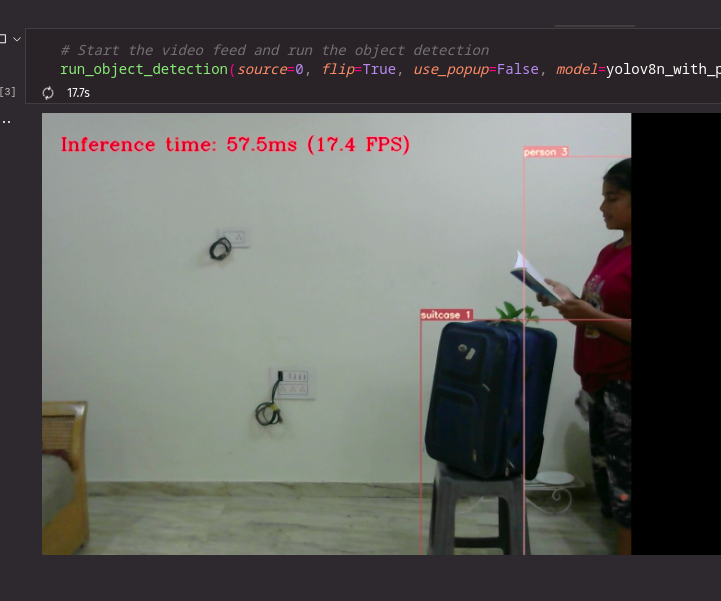 # Start the video feed and run the object detection
run_object_detection(source=0, flip=True, use_popup=False, model=yolov8n_with_p
[3]
17.7s
Inference time: 57.5ms (17.4 FPS)
person 3
suitcase 1